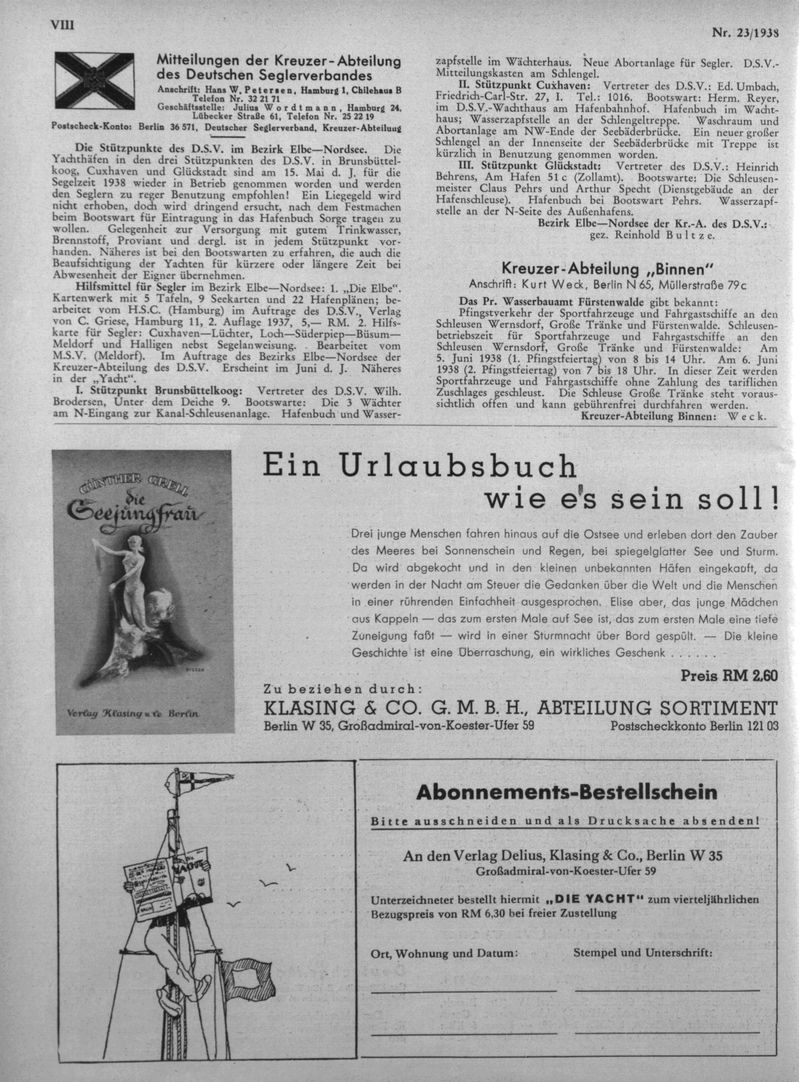 VIII
Nr. 23/1938
Mitteilungen der Kreuzer-Abteilung
des Deutschen Seglerverbandes
Anschrift: Hans W. Petersen, Hamburg 1, Chilehaus B
Telefon Nr. 32 21 71
Geschäftsstelle: Julius Wordtmann, Hamburg 24,
Lübecker Straße 61, Telefon Nr. 25 22 19
Postscheck-Konto: Berlin 36 571, Deutscher Seglerverband, Kreuzer-Abteilung
Die Stützpunkte des D.S.V. im Bezirk Elbe—Nordsee. Die
Yachthäfen in den drei Stützpunkten des D.S.V. in Brunsbüttel-
koog, Cuxhaven und Glückstadt sind am 15. Mai d. J. für die
Segelzeit 1938 wieder in Betrieb genommen worden und werden
den Seglern zu reger Benutzung empfohlen! Ein Liegegeld wird
nicht erhoben, doch wird dringend ersucht, nach dem Festmachen
beim Bootswart für Eintragung in das Hafenbuch Sorge tragen zu
wollen. Gelegenheit zur Versorgung mit gutem Trinkwasser,
Brennstoff, Proviant und dergl. ist in jedem Stützpunkt vor-
handen. Näheres ist bei den Bootswarten zu erfahren, die auch die
Beaufsichtigung der Yachten für kürzere oder längere Zeit bei
Abwesenheit der Eigner übernehmen.
Hilfsmittel für Segler im Bezirk Elbe—Nordsee: 1. „Die Elbe“.
Kartenwerk mit 5 Tafeln, 9 Seekarten und 22 Hafenplänen; be-
arbeitet vom H.S.C. (Hamburg) im Auftrage des D.S.V., Verlag
von C. Griese, Hamburg 11, 2. Auflage 1937, 5,— RM. 2. Hilfs-
karte für Segler: Cuxhaven—Lüchter, Loch—Süderpiep—Büsum—
Meldorf und Halligen nebst Segelanweisung. Bearbeitet vom
M.S.V. (Meldorf). Im Auftrage des Bezirks Elbe—Nordsee der
Kreuzer-Abteilung des D.S.V. Erscheint im Juni d. J. Näheres
in der „Yacht“.
I. Stützpunkt Brunsbüttelkoog: Vertreter des D.S.V. Wilh.
Brodersen, Unter dem Deiche 9. Bootswarte: Die 3 Wächter
am N-Eingang zur Kanal-Schleusenanlage. Hafenbuch und Wasser-
zapfstelle im Wächterhaus. Neue Abortanlage für Segler. D.S.V.-
Mitteilungskasten am Schlengel.
II. Stützpunkt Cuxhaven: Vertreter des D.S.V.: Ed. Umbach,
Friedrich-Carl-Str. 27, I. Tel.: 1016. Bootswart: Herm. Reyer,
im D.S.V.-Wachthaus am Hafenbahnhof. Hafenbuch im Wacht-
haus; Wasserzapfstelle an der Schlengeltreppe. Waschraum und
Abortanlage am NW-Ende der Seebäderbrücke. Ein neuer großer
Schlengel an der Innenseite der Seebäderbrücke mit Treppe ist
kürzlich in Benutzung genommen worden.
III. Stützpunkt Glückstadt: Vertreter des D.S.V.: Heinrich
Behrens, Am Hafen 51 c (Zollamt). Bootswarte: Die Schleusen-
meister Claus Pehrs und Arthur Specht (Dienstgebäude an der
Hafenschleuse). Hafenbuch bei Bootswart Pehrs. Wasserzapf-
stelle an der N-Seite des Außenhafens.
Bezirk Elbe—Nordsee der Kr.-A. des D.S.V.:
gez. Reinhold Bultze.
Kreuzer-Abteilung „Binnen“
Anschrift: Kurt Weck, Berlin N 65, Müllerstraße 79c
Das Pr. Wasserbauamt Fürstenwalde gibt bekannt:
Pfingstverkehr der Sportfahrzeuge und Fahrgastschiffe an den
Schleusen Wernsdorf, Große Tränke und Fürstenwalde. Schleusen-
betriebszeit für Sportfahrzeuge und Fahrgastschiffe an den
Schleusen Wernsdorf, Große Tränke und Fürstenwalde: Am
5. Juni 1938 (1. Pfingstfeiertag) von 8 bis 14 Uhr. Am 6. Juni
1938 (2. Pfingstfeiertag) von 7 bis 18 Uhr. In dieser Zeit werden
Sportfahrzeuge und Fahrgastschiffe ohne Zahlung des tariflichen
Zuschlages geschleust. Die Schleuse Große Tränke steht voraus-
sichtlich offen und kann gebührenfrei durchfahren werden.
Kreuzer-Abteilung Binnen: Weck.
GÜNTHER GRELL
die
Seejungfrau
Verlag Klasing u. Co Berlin
Ein Urlaubsbuch
wie e's sein soll!
Drei junge Menschen fahren hinaus auf die Ostsee und erleben dort den Zauber
des Meeres bei Sonnenschein und Regen, bei spiegelglatter See und Sturm.
Da wird abgekocht und in den kleinen unbekannten Häfen eingekauft, da
werden in der Nacht am Steuer die Gedanken über die Welt und die Menschen
in einer rührenden Einfachheit ausgesprochen. Elise aber, das junge Mädchen
aus Kappeln — das zum ersten Male auf See ist, das zum ersten Male eine tiefe
Zuneigung faßt — wird in einer Sturmnacht über Bord gespült. — Die kleine
Geschichte ist eine Überraschung, ein wirkliches Geschenk . . . . . .
Preis RM 2.60
Zu beziehen durch:
KLASING & CO. G. M. B. H., ABTEILUNG SORTIMENT
Berlin W 35, Großadmiral-von-Koester-Ufer 59 Postscheckkonto Berlin 121 03
YACHT
Abonnements-Bestellschein
Bitte ausschneiden und als Drucksache absenden!
An den Verlag Delius, Klasing & Co., Berlin W 35
Großadmiral-von-Koester-Ufer 59
Unterzeichneter bestellt hiermit „DIE YACHT“ zum vierteljährlichen
Bezugspreis von RM 6,30 bei freier Zustellung
Ort, Wohnung und Datum: Stempel und Unterschrift: